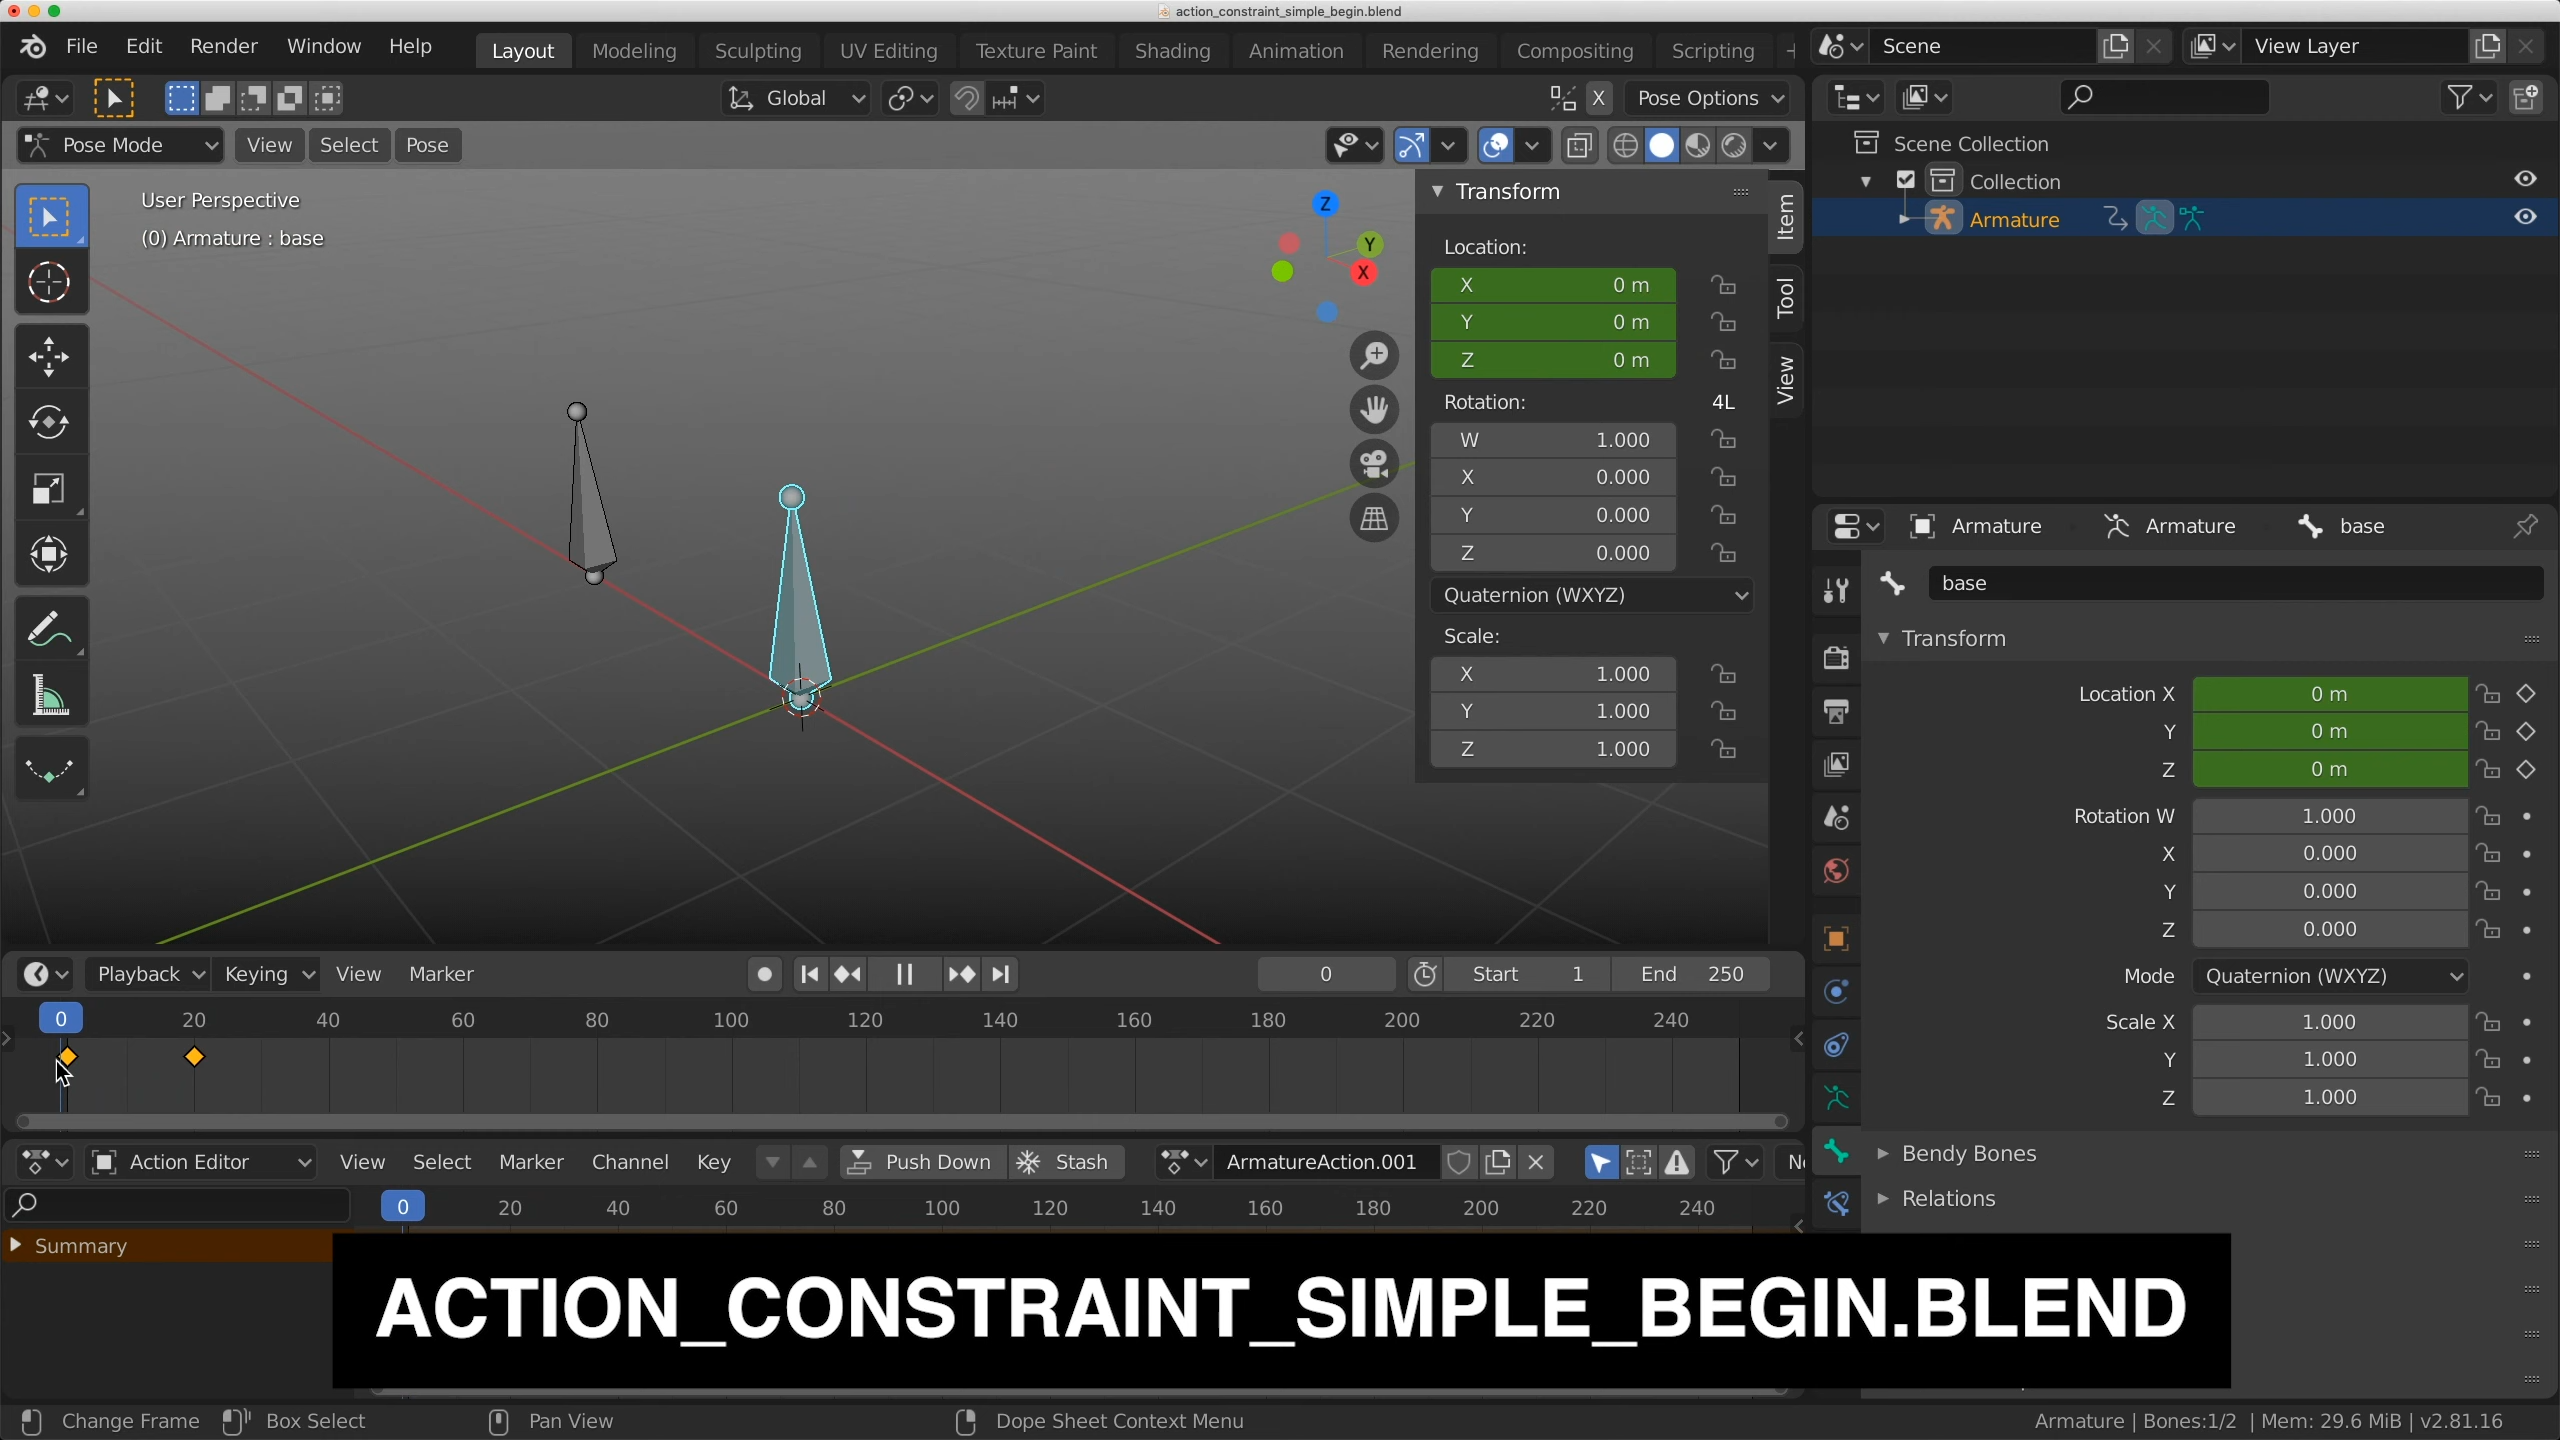 action_constraint_simple_begin.blend
File Edit Render Window Help Layout Modeling Sculpting UV Editing Texture Paint Shading Animation Rendering Compositing Scripting + Scene View Layer
Global X Pose Options
Pose Mode View Select Pose
User Perspective
(0) Armature : base
Z
Y
X
Transform
Location:
X 0 m
Y 0 m
Z 0 m
Rotation: 4L
W 1.000
X 0.000
Y 0.000
Z 0.000
Quaternion (WXYZ)
Scale:
X 1.000
Y 1.000
Z 1.000
Item
Tool
View
Scene Collection
Collection
Armature
Armature Armature base
base
Transform
Location X 0 m
Y 0 m
Z 0 m
Rotation W 1.000
X 0.000
Y 0.000
Z 0.000
Mode Quaternion (WXYZ)
Scale X 1.000
Y 1.000
Z 1.000
Bendy Bones
Relations
Playback Keying View Marker 0 Start 1 End 250
0 20 40 60 80 100 120 140 160 180 200 220 240
Action Editor View Select Marker Channel Key Push Down Stash ArmatureAction.001
0 20 40 60 80 100 120 140 160 180 200 220 240
Summary
ACTION_CONSTRAINT_SIMPLE_BEGIN.BLEND
Change Frame Box Select Pan View Dope Sheet Context Menu Armature | Bones:1/2 | Mem: 29.6 MiB | v2.81.16